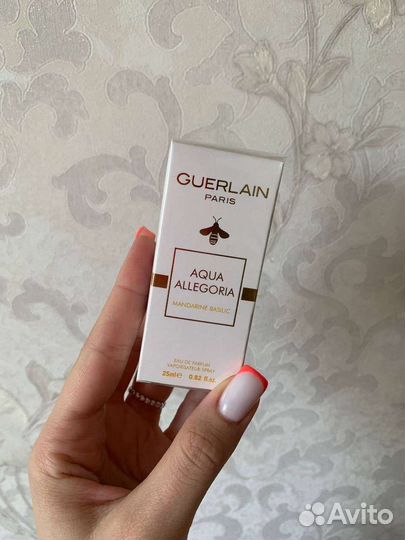 GUERLAIN
PARIS
AQUA
ALLEGORIA
MANDARINE BASILIC
EAU DE PARFUM
VAPORISATEUR SPRAY
25ml e 0.82 fl. oz
Avito